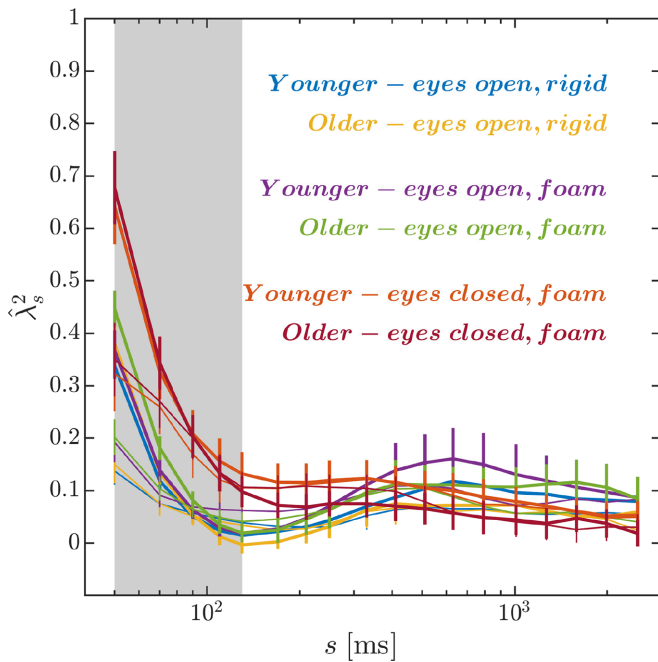 1
0.9
0.8
0.7
0.6
0.5
0.4
0.3
0.2
0.1
0
λ̂²ₛ
Younger − eyes open, rigid
Older − eyes open, rigid
Younger − eyes open, foam
Older − eyes open, foam
Younger − eyes closed, foam
Older − eyes closed, foam
10² 10³
s [ms]